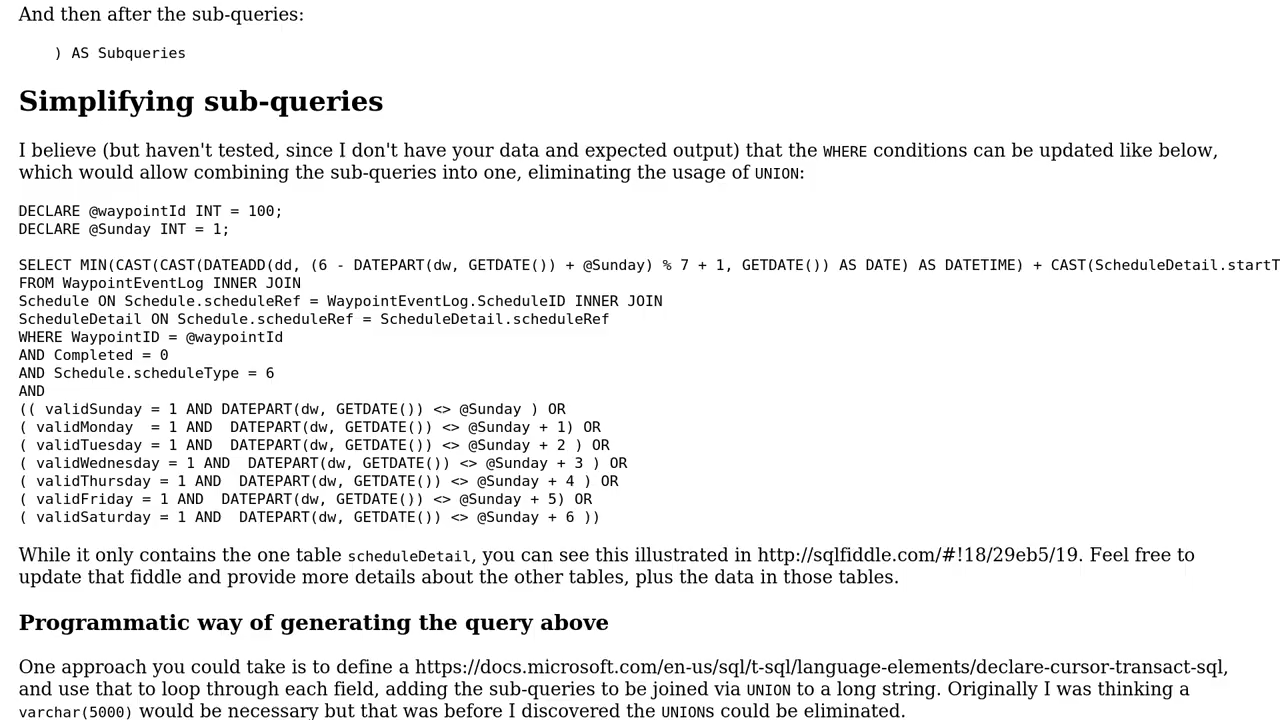 And then after the sub-queries:
) AS Subqueries
Simplifying sub-queries
I believe (but haven't tested, since I don't have your data and expected output) that the WHERE conditions can be updated like below,
which would allow combining the sub-queries into one, eliminating the usage of UNION:
DECLARE @waypointId INT = 100;
DECLARE @Sunday INT = 1;
SELECT MIN(CAST(CAST(DATEADD(dd, (6 - DATEPART(dw, GETDATE()) + @Sunday) % 7 + 1, GETDATE()) AS DATE) AS DATETIME) + CAST(ScheduleDetail.startT
FROM WaypointEventLog INNER JOIN
Schedule ON Schedule.scheduleRef = WaypointEventLog.ScheduleID INNER JOIN
ScheduleDetail ON Schedule.scheduleRef = ScheduleDetail.scheduleRef
WHERE WaypointID = @waypointId
AND Completed = 0
AND Schedule.scheduleType = 6
AND
(( validSunday = 1 AND DATEPART(dw, GETDATE()) <> @Sunday ) OR
( validMonday  = 1 AND  DATEPART(dw, GETDATE()) <> @Sunday + 1) OR
( validTuesday = 1 AND  DATEPART(dw, GETDATE()) <> @Sunday + 2 ) OR
( validWednesday = 1 AND  DATEPART(dw, GETDATE()) <> @Sunday + 3 ) OR
( validThursday = 1 AND  DATEPART(dw, GETDATE()) <> @Sunday + 4 ) OR
( validFriday = 1 AND  DATEPART(dw, GETDATE()) <> @Sunday + 5) OR
( validSaturday = 1 AND  DATEPART(dw, GETDATE()) <> @Sunday + 6 ))
While it only contains the one table scheduleDetail, you can see this illustrated in http://sqlfiddle.com/#!18/29eb5/19. Feel free to
update that fiddle and provide more details about the other tables, plus the data in those tables.
Programmatic way of generating the query above
One approach you could take is to define a https://docs.microsoft.com/en-us/sql/t-sql/language-elements/declare-cursor-transact-sql,
and use that to loop through each field, adding the sub-queries to be joined via UNION to a long string. Originally I was thinking a
varchar(5000) would be necessary but that was before I discovered the UNIONs could be eliminated.